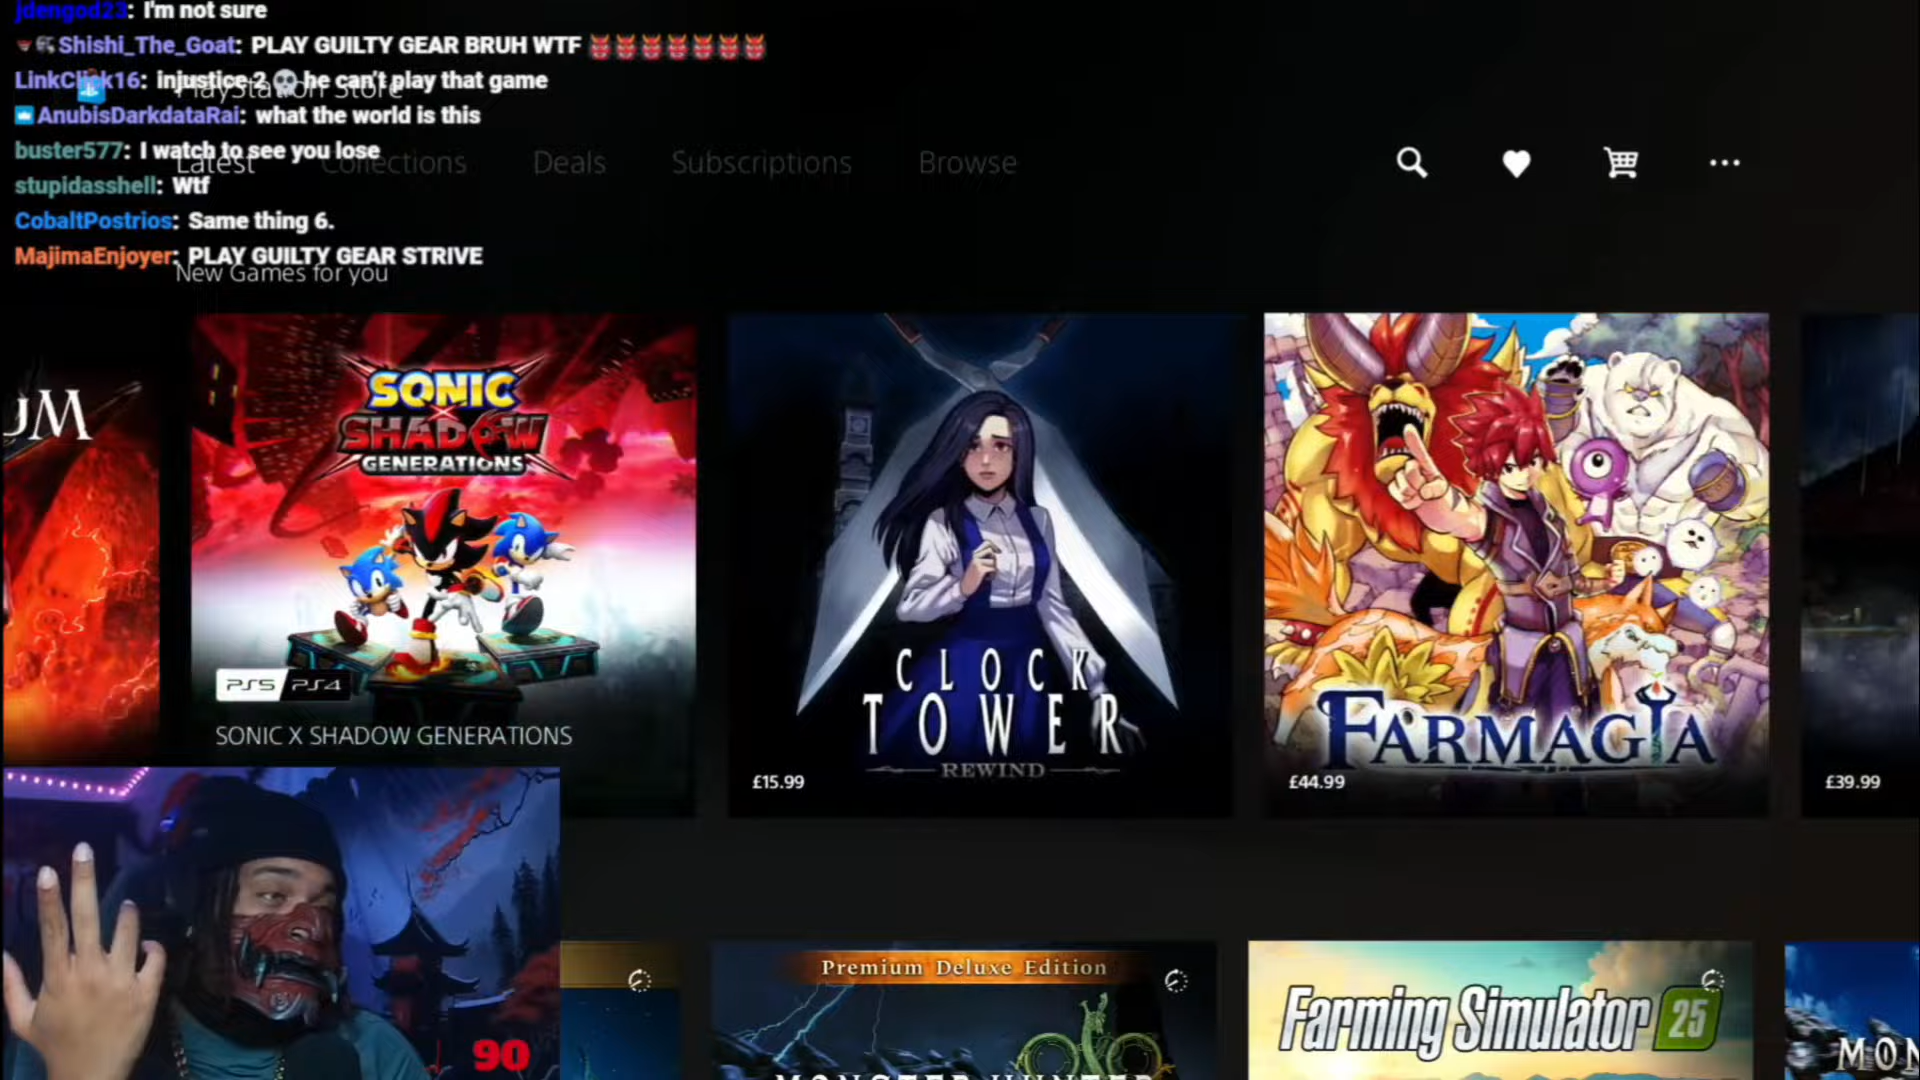 jdengod23: I'm not sure
Shishi_The_Goat: PLAY GUILTY GEAR BRUH WTF
LinkClick16: injustice 2 he can't play that game
PlayStation Store
AnubisDarkdataRai: what the world is this
buster577: I watch to see you lose
Latest Collections Deals Subscriptions Browse
stupidasshell: Wtf
CobaltPostrios: Same thing 6.
MajimaEnjoyer: PLAY GUILTY GEAR STRIVE
New Games for you
UM
SONIC
X
SHADOW
GENERATIONS
PS5 PS4
SONIC X SHADOW GENERATIONS
CLOCK
TOWER
REWIND
£15.99
FARMAGIA
£44.99
£39.99
90
Premium Deluxe Edition
MONSTER HUNTER
Farming Simulator 25
MON